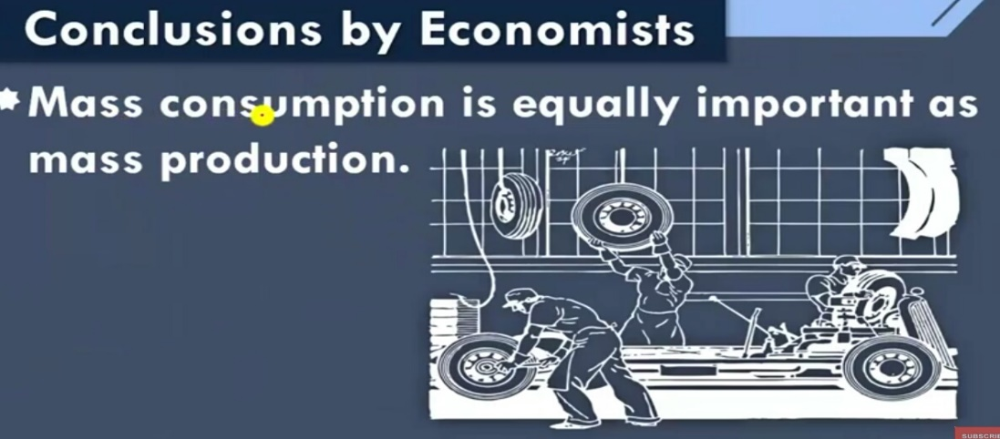 Conclusions by Economists
Mass consumption is equally important as
mass production.